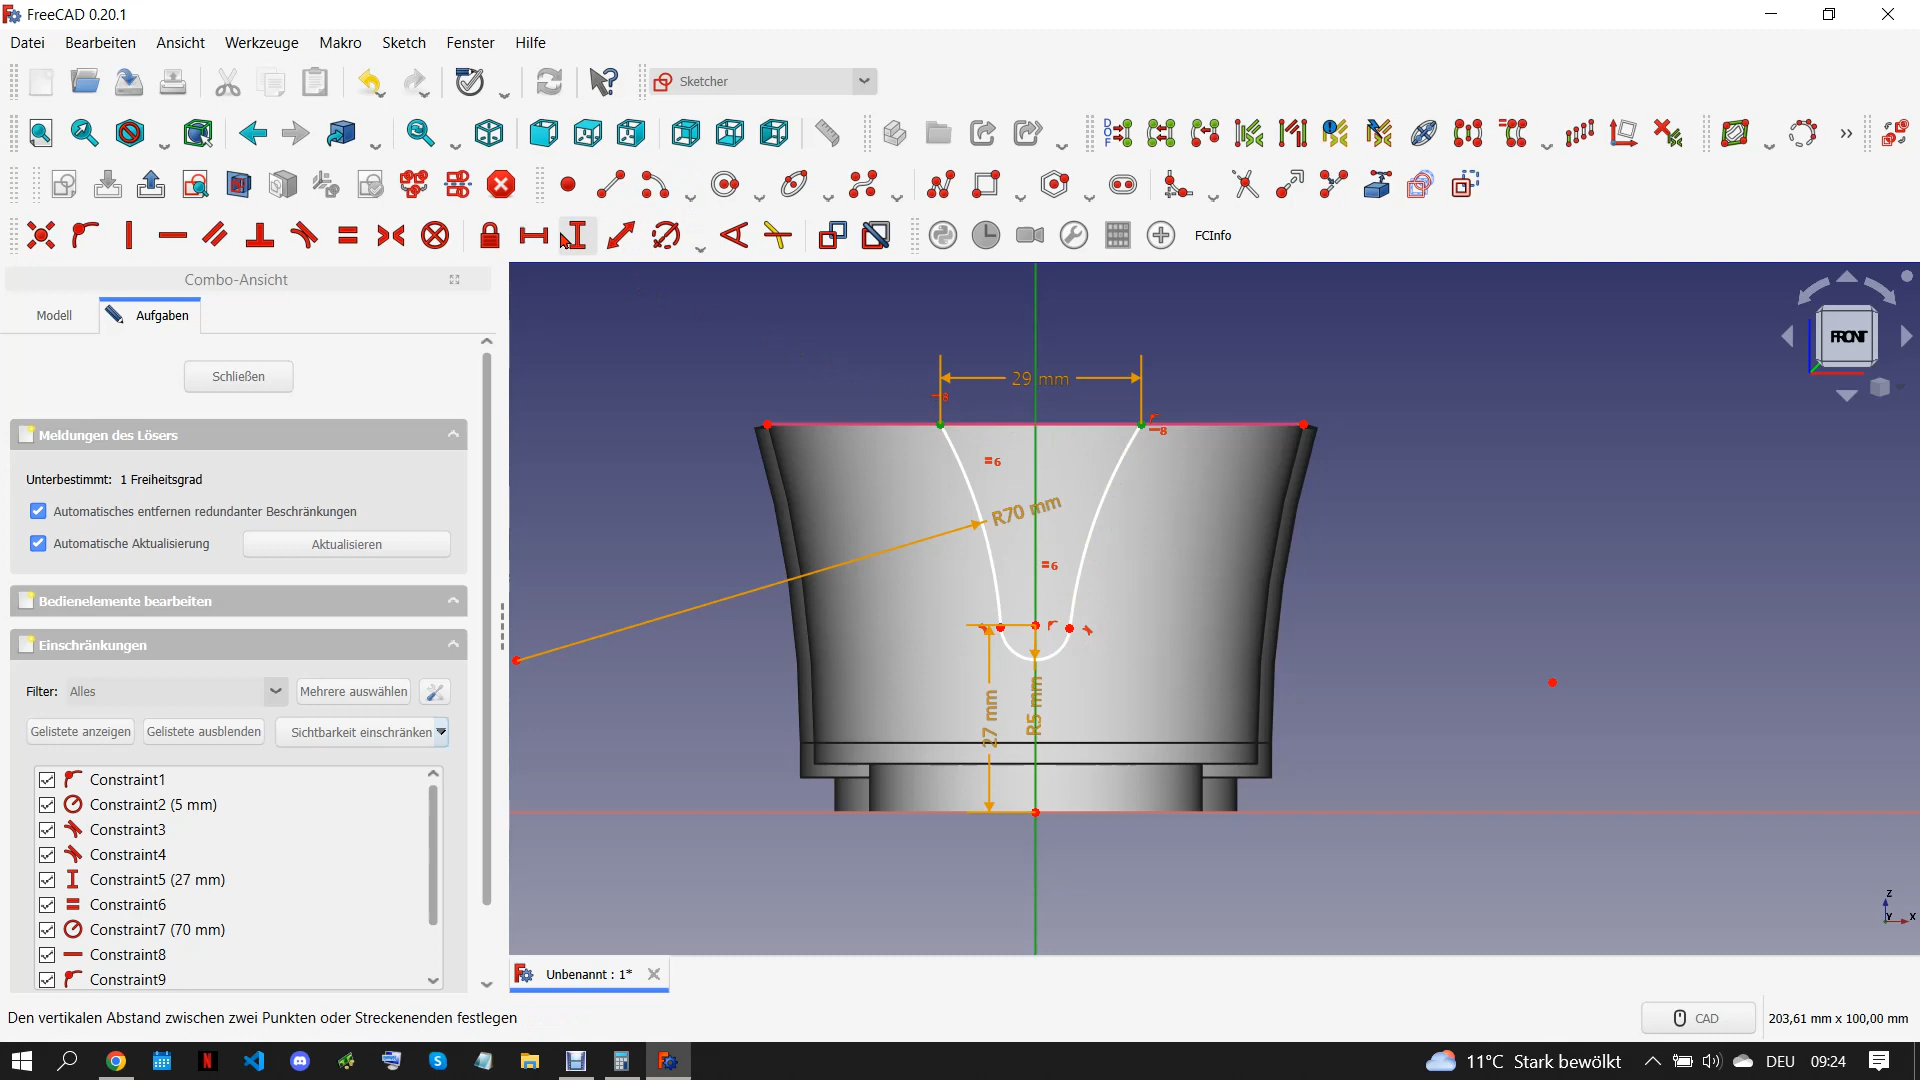 FreeCAD 0.20.1
Datei Bearbeiten Ansicht Werkzeuge Makro Sketch Fenster Hilfe
Sketcher
FCInfo
Combo-Ansicht
Modell Aufgaben
Schließen
Meldungen des Lösers
Unterbestimmt: 1 Freiheitsgrad
Automatisches entfernen redundanter Beschränkungen
Automatische Aktualisierung Aktualisieren
Bedienelemente bearbeiten
Einschränkungen
Filter: Alles Mehrere auswählen
Gelistete anzeigen Gelistete ausblenden Sichtbarkeit einschränken
Constraint1
Constraint2 (5 mm)
Constraint3
Constraint4
Constraint5 (27 mm)
Constraint6
Constraint7 (70 mm)
Constraint8
Constraint9
29 mm
8
8
6
R70 mm
6
27 mm
R5 mm
FRONT
Z
Y X
Unbenannt : 1*
Den vertikalen Abstand zwischen zwei Punkten oder Streckenenden festlegen
CAD
203,61 mm x 100,00 mm
11°C Stark bewölkt DEU 09:24